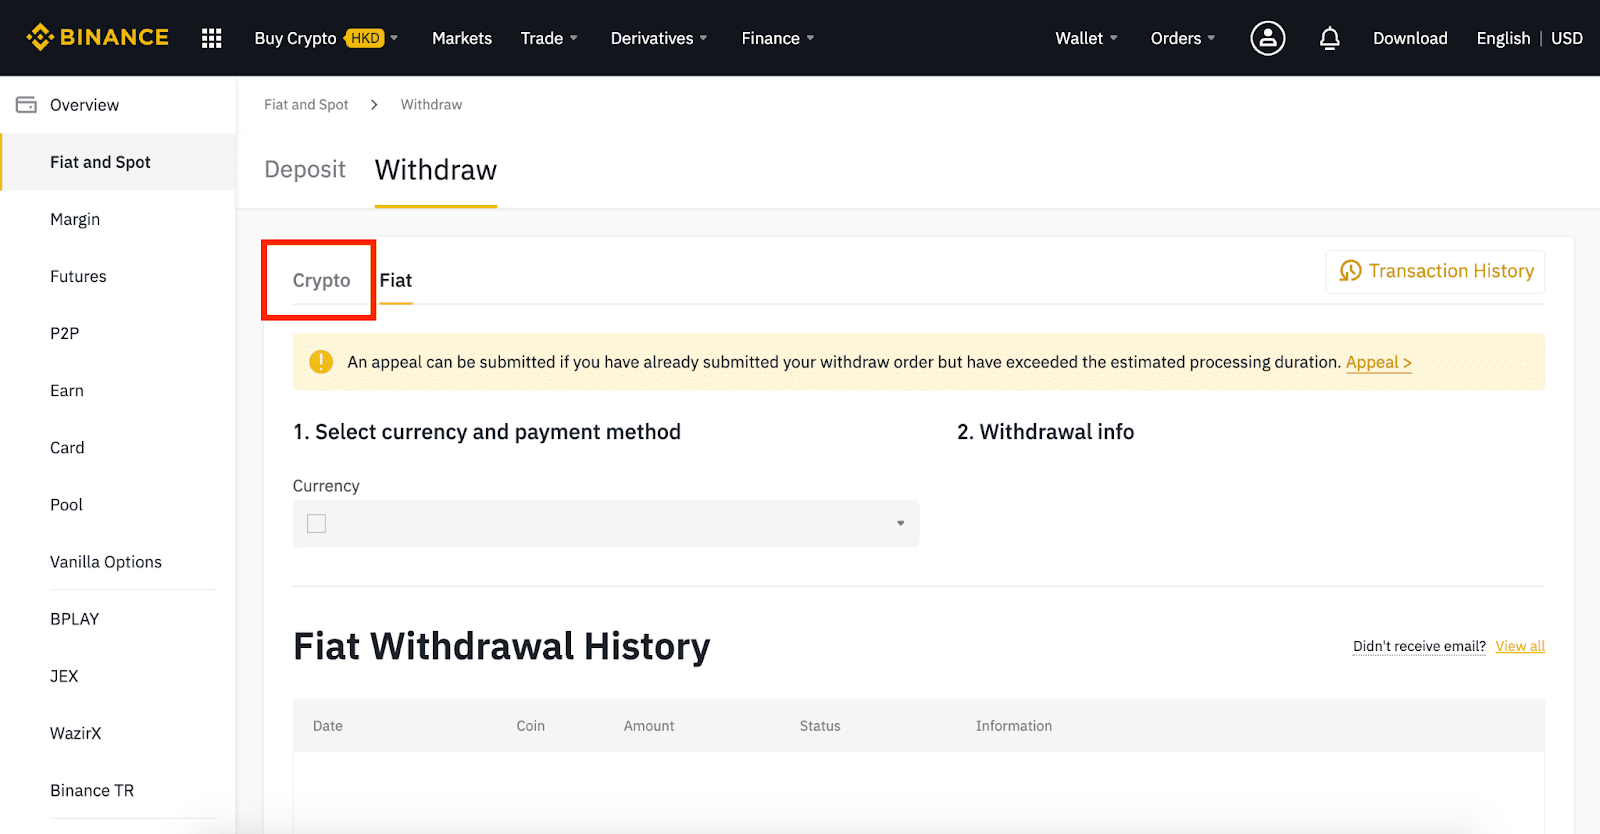 BINANCE
Buy Crypto HKD Markets Trade Derivatives Finance Wallet Orders Download English | USD
Overview
Fiat and Spot
Margin
Futures
P2P
Earn
Card
Pool
Vanilla Options
BPLAY
JEX
WazirX
Binance TR
Fiat and Spot > Withdraw
Deposit Withdraw
Crypto Fiat
Transaction History
An appeal can be submitted if you have already submitted your withdraw order but have exceeded the estimated processing duration. Appeal >
1. Select currency and payment method
2. Withdrawal info
Currency
Fiat Withdrawal History
Didn't receive email? View all
Date Coin Amount Status Information